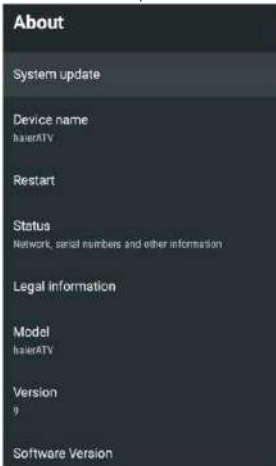 About
System update
Device name
haierATV
Restart
Status
Network, serial numbers and other information
Legal information
Model
haierATV
Version
9
Software Version